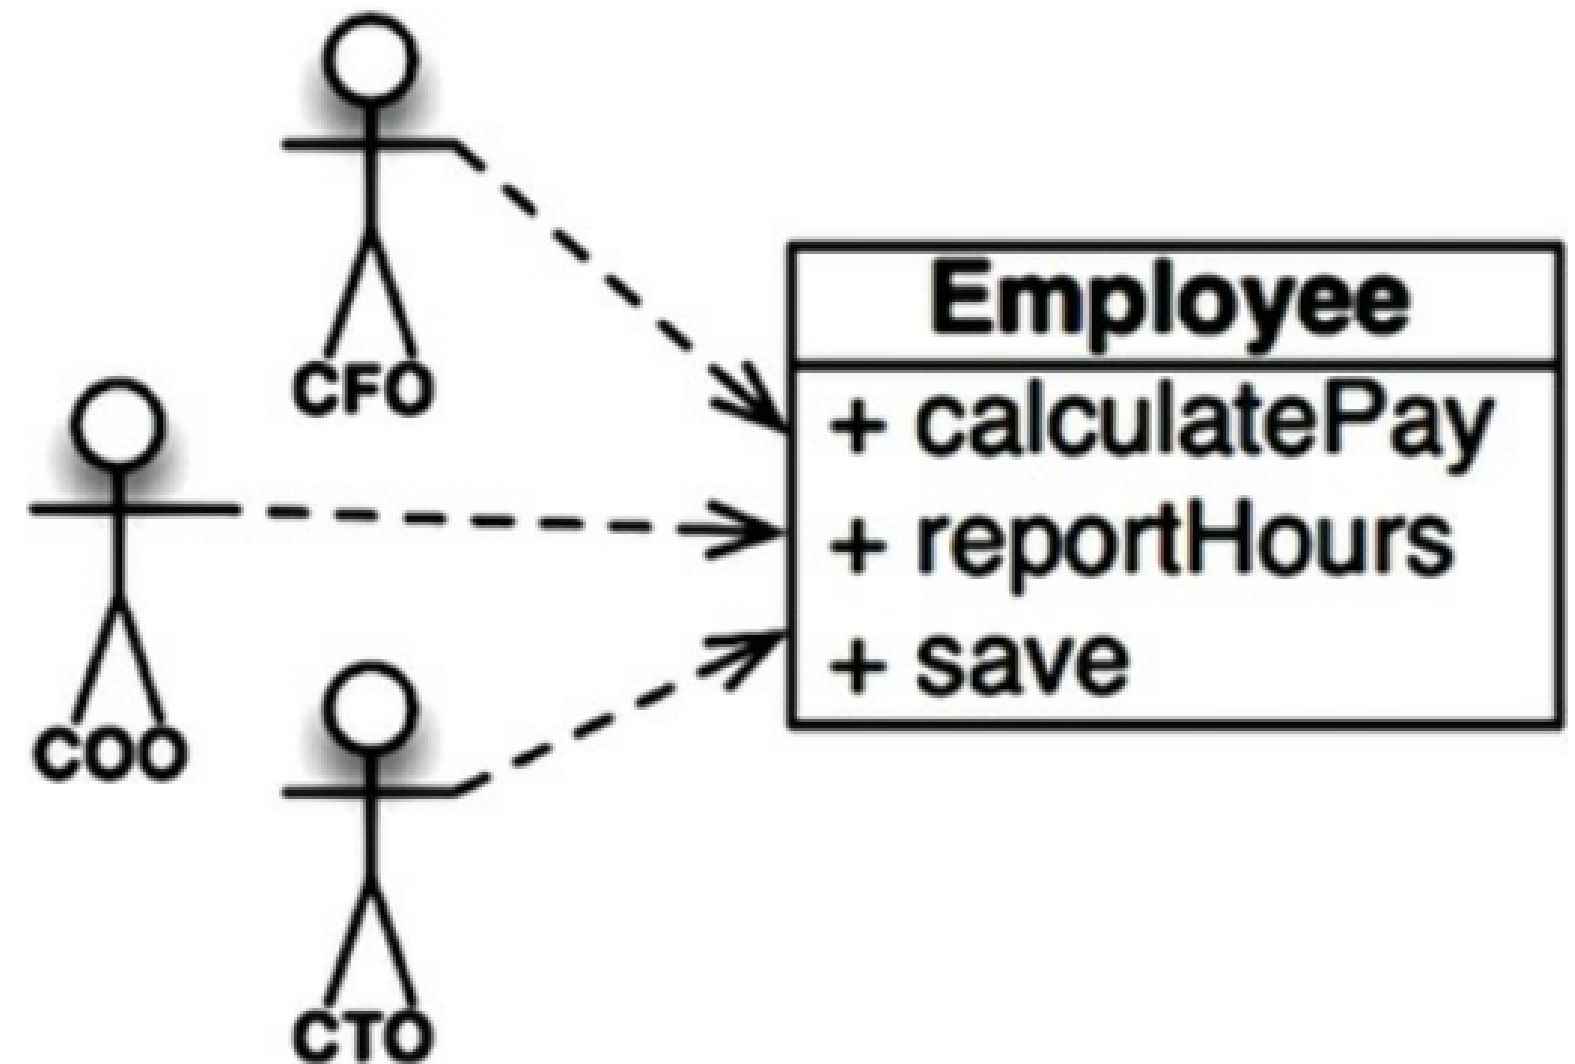 CFO
COO
CTO
Employee
+ calculatePay
+ reportHours
+ save